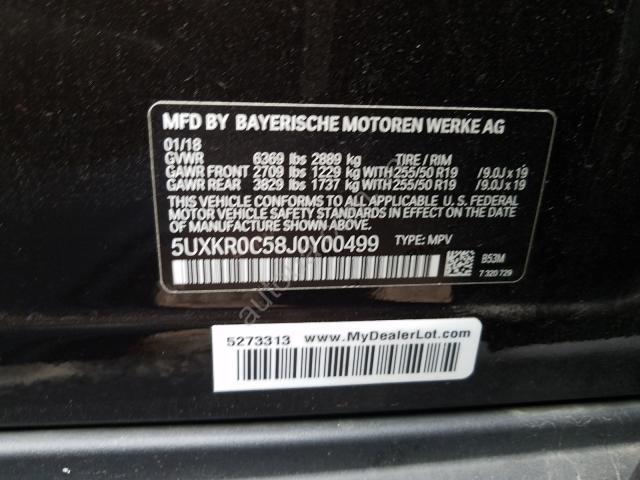 MFD BY BAYERISCHE MOTOREN WERKE AG
01/18
GVWR 6369 lbs 2889 kg TIRE / RIM
GAWR FRONT 2709 lbs 1229 kg WITH 255/50 R19 /9.0J x 19
GAWR REAR 3829 lbs 1737 kg WITH 255/50 R19 /9.0J x 19
THIS VEHICLE CONFORMS TO ALL APPLICABLE U. S. FEDERAL
MOTOR VEHICLE SAFETY STANDARDS IN EFFECT ON THE DATE
OF MANUFACTURE SHOWN ABOVE.
5UXKR0C58J0Y00499 TYPE: MPV
B53M
7 320 729
5273313 www.MyDealerLot.com